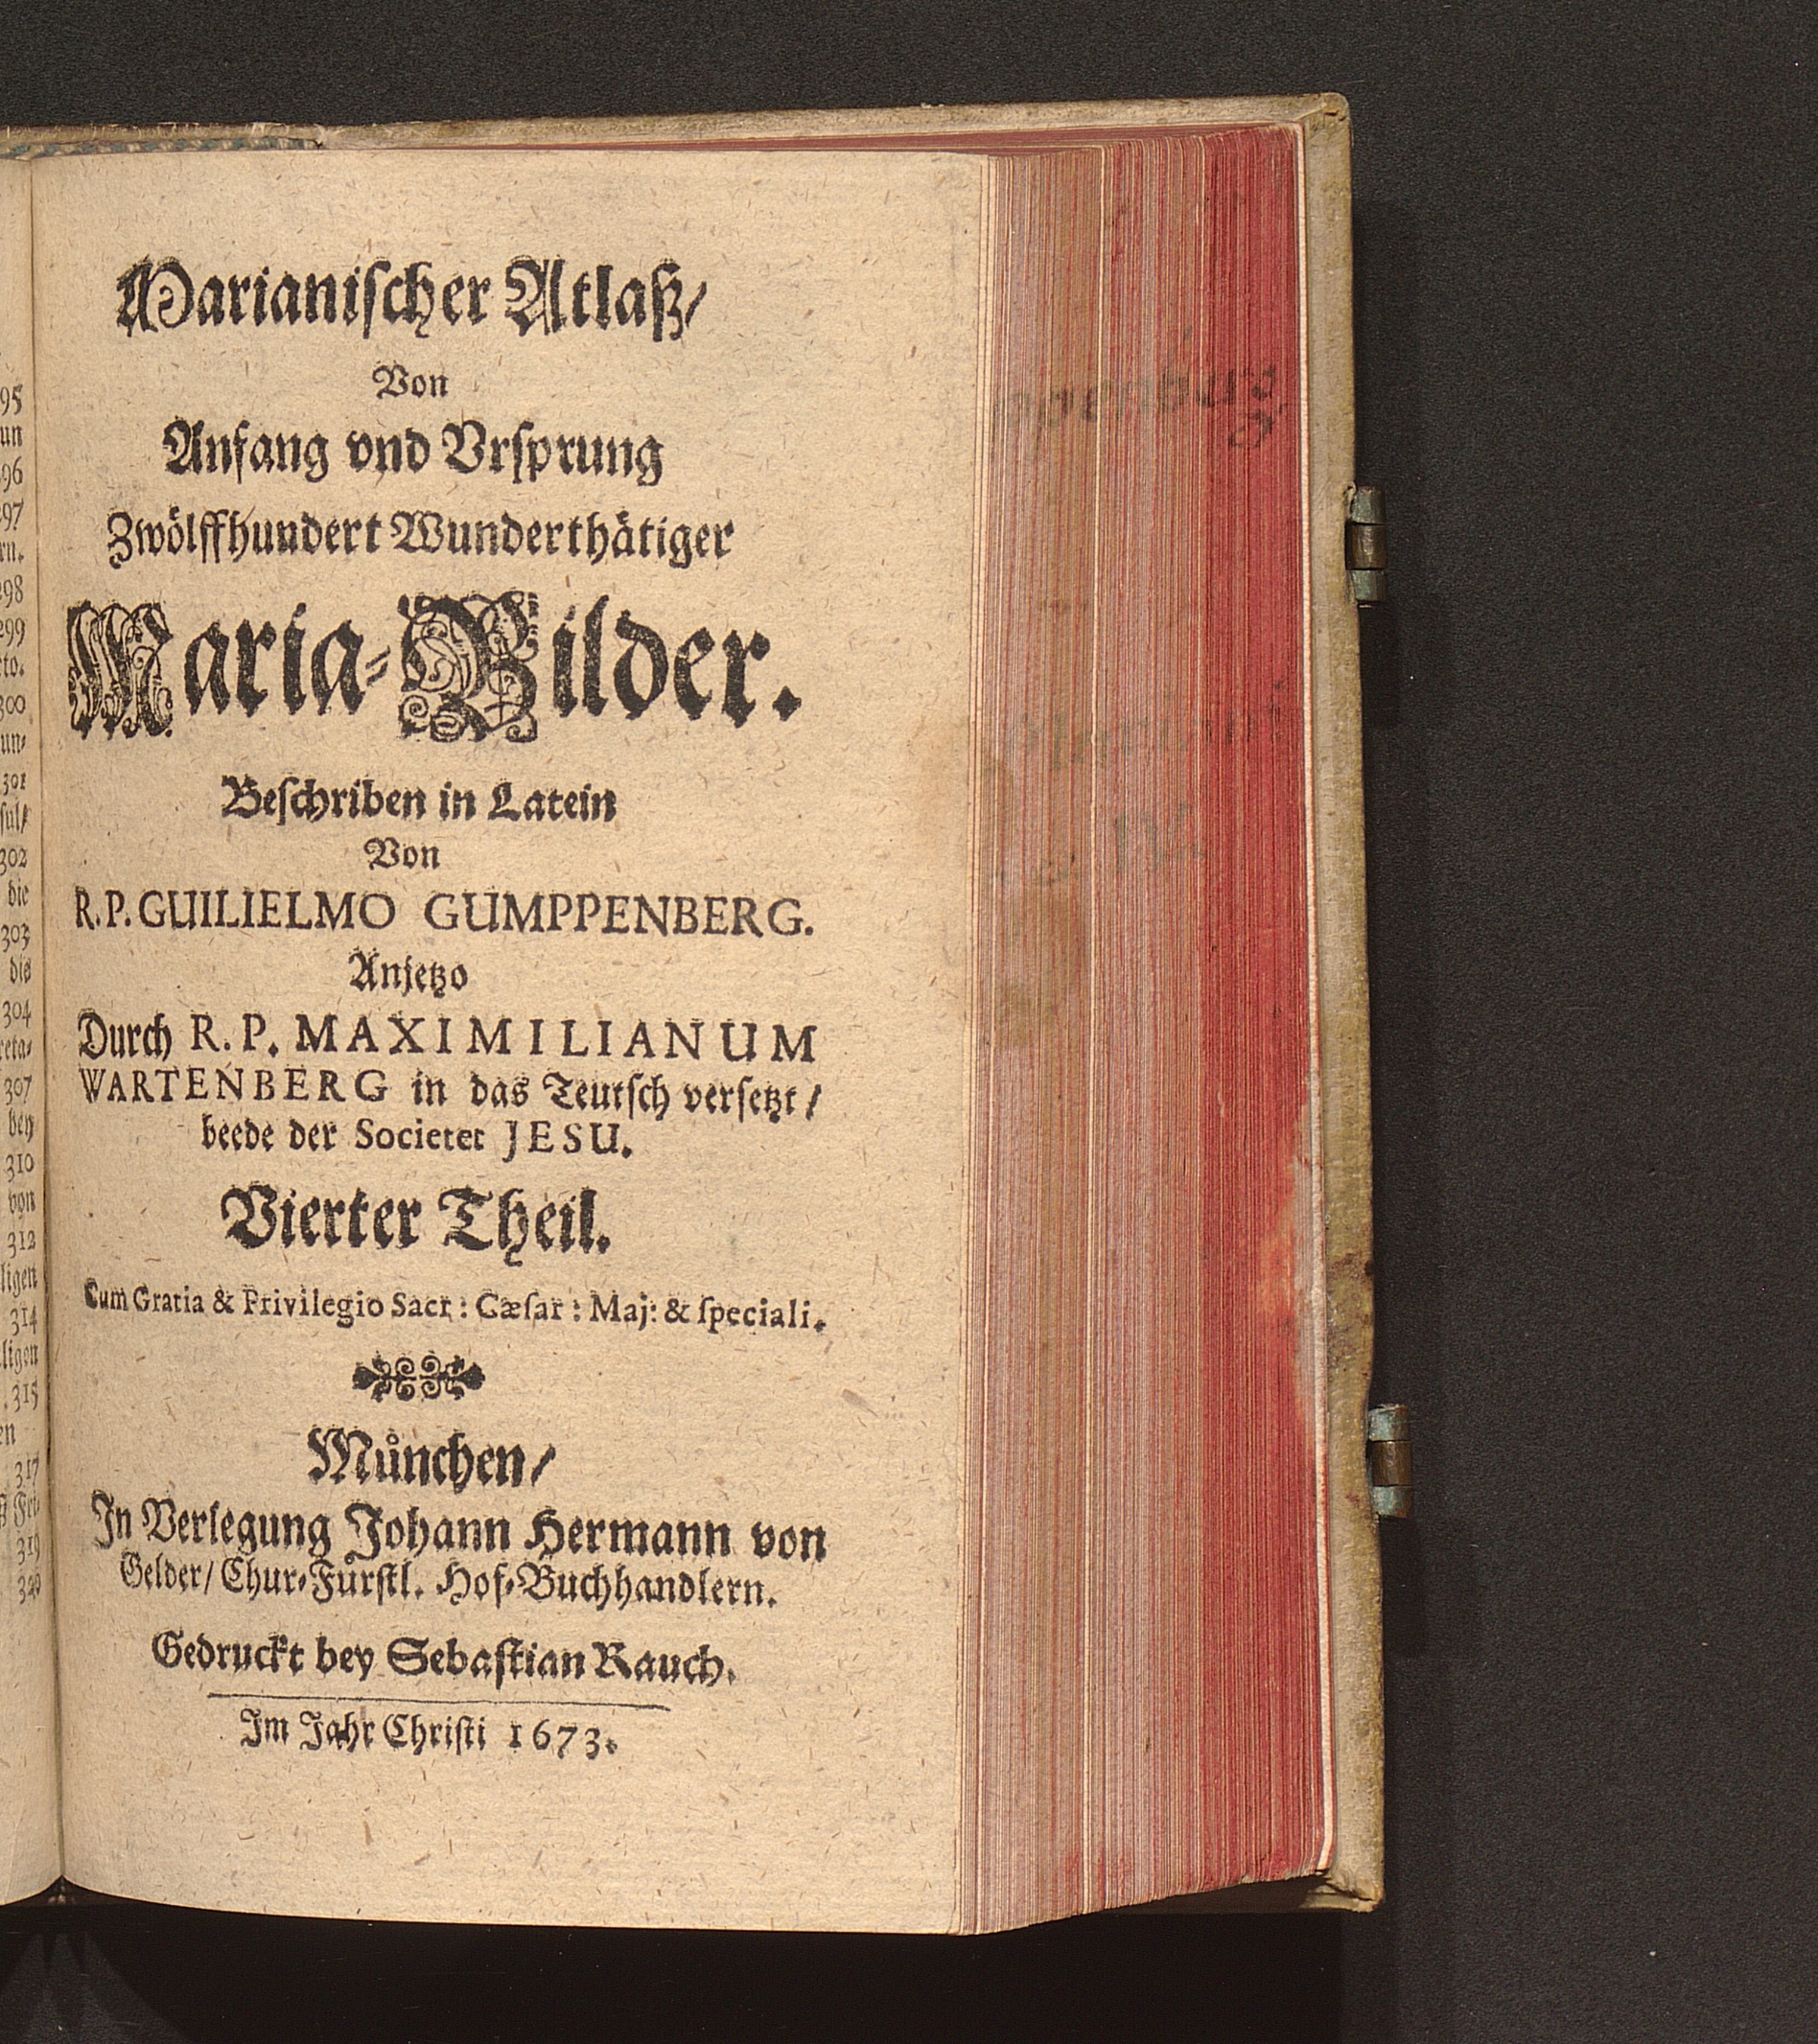 Marianischer Atlaß/
Von
Anfang vnd Vrsprung
Zwölffhundert Wunderthätiger
Maria-Bilder.
Beschriben in Latein
Von
R.P. GUILIELMO GUMPPENBERG.
Anjetzo
Durch R.P. MAXIMILIANUM
WARTENBERG in das Teutsch versetzt/
beede der Societet JESU.
Vierter Theil.
Cum Gratia & Privilegio Sacr: Cæsar: Maj: & speciali.
München/
In Verlegung Johann Hermann von
Gelder/ Chur-Fürstl. Hof-Buchhandlern.
Gedruckt bey Sebastian Rauch.
Im Jahr Christi 1673.